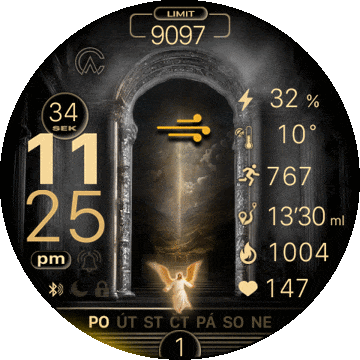 LIMIT
9097
34
SEK
11
25
pm
32 %
10°
767
13'30 ml
1004
147
PO ÚT ST ČT PÁ SO NE
1